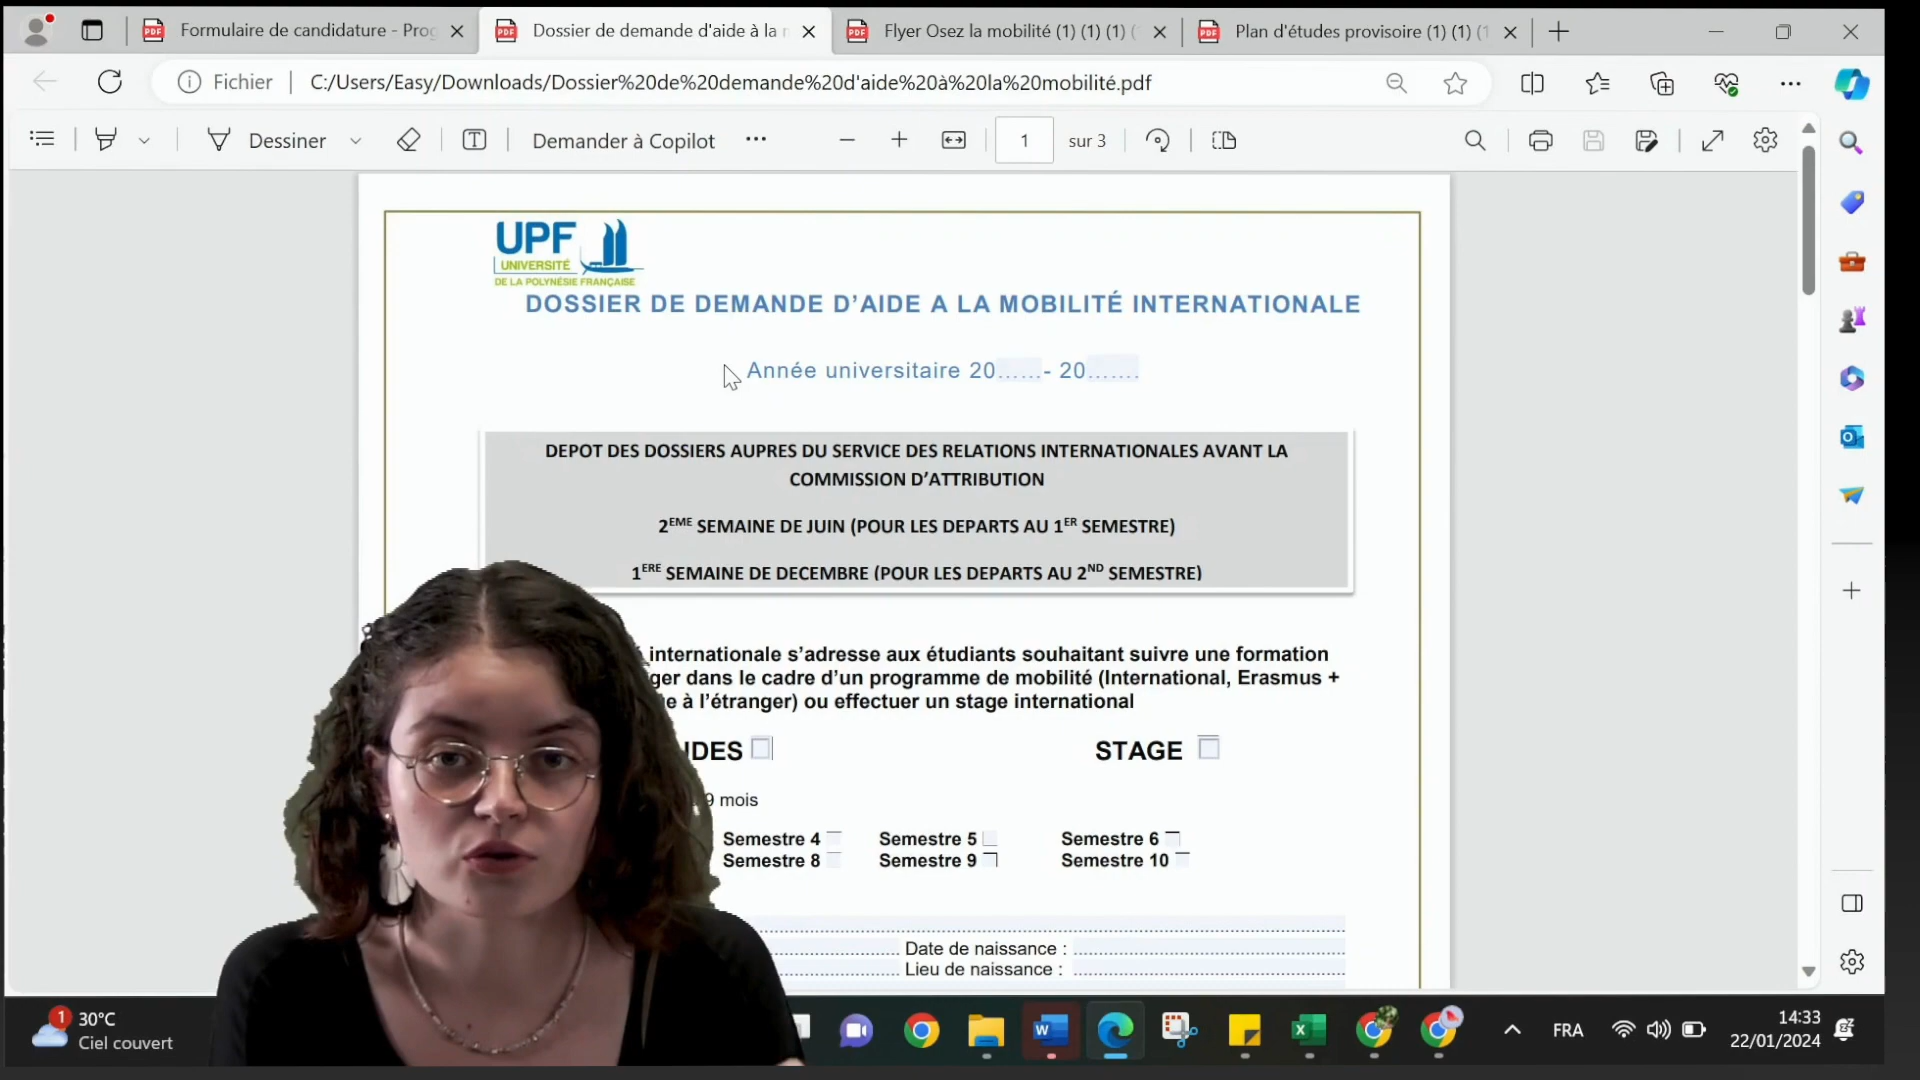 Formulaire de candidature - Prog
Dossier de demande d'aide à la
Flyer Osez la mobilité (1) (1) (1) (
Plan d'études provisoire (1) (1) (1
Fichier
C:/Users/Easy/Downloads/Dossier%20de%20demande%20d'aide%20à%20la%20mobilité.pdf
Dessiner
Demander à Copilot
1
sur 3
UPF
UNIVERSITÉ
DE LA POLYNÉSIE FRANÇAISE
DOSSIER DE DEMANDE D’AIDE A LA MOBILITÉ INTERNATIONALE
Année universitaire 20……- 20…….
DEPOT DES DOSSIERS AUPRES DU SERVICE DES RELATIONS INTERNATIONALES AVANT LA
COMMISSION D’ATTRIBUTION
2EME SEMAINE DE JUIN (POUR LES DEPARTS AU 1ER SEMESTRE)
1ERE SEMAINE DE DECEMBRE (POUR LES DEPARTS AU 2ND SEMESTRE)
internationale s’adresse aux étudiants souhaitant suivre une formation
ger dans le cadre d’un programme de mobilité (International, Erasmus +
e à l’étranger) ou effectuer un stage international
UDES
STAGE
9 mois
Semestre 4 Semestre 5 Semestre 6
Semestre 8 Semestre 9 Semestre 10
Date de naissance :
Lieu de naissance :
1
30°C
Ciel couvert
FRA
14:33
22/01/2024